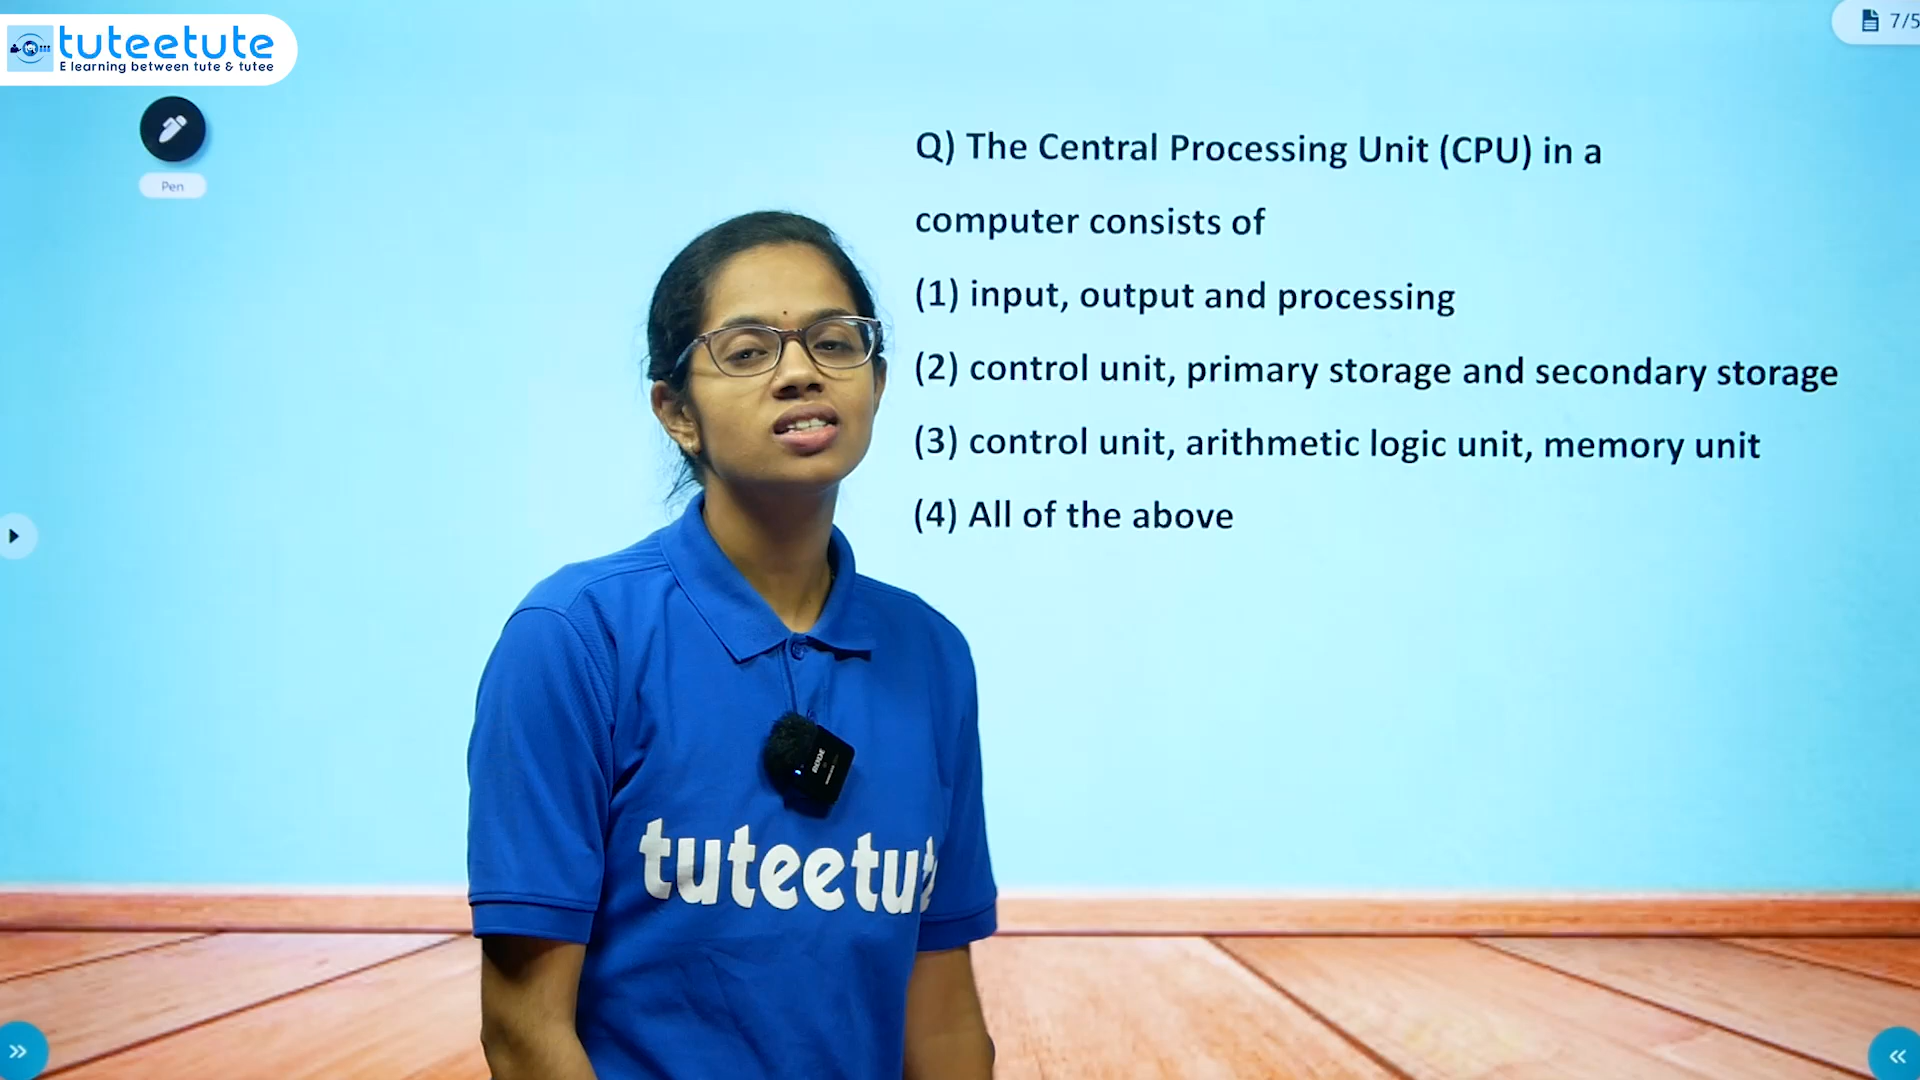 tuteetute
E learning between tute & tutee
7/5
Pen
Q) The Central Processing Unit (CPU) in a
computer consists of
(1) input, output and processing
(2) control unit, primary storage and secondary storage
(3) control unit, arithmetic logic unit, memory unit
(4) All of the above
RODE
tuteetut